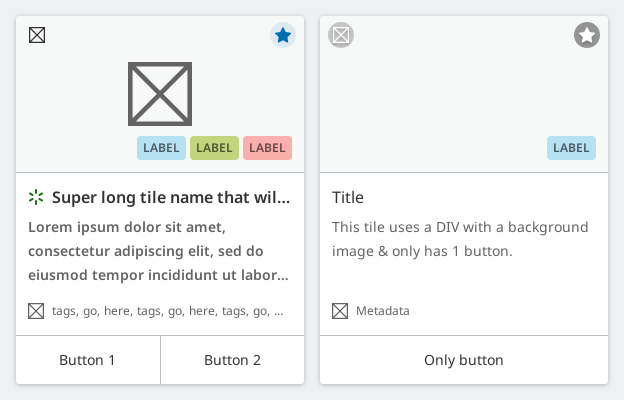 LABEL LABEL LABEL
Super long tile name that wil...
Lorem ipsum dolor sit amet,
consectetur adipiscing elit, sed do
eiusmod tempor incididunt ut labor...
tags, go, here, tags, go, here, tags, go, ...
Button 1
Button 2
LABEL
Title
This tile uses a DIV with a background
image & only has 1 button.
Metadata
Only button